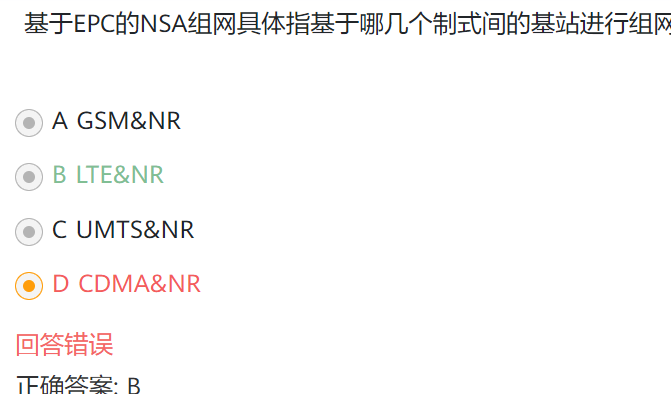 基于EPC的NSA组网具体指基于哪几个制式间的基站进行组网
A GSM&NR
B LTE&NR
C UMTS&NR
D CDMA&NR
回答错误
正确答案: B